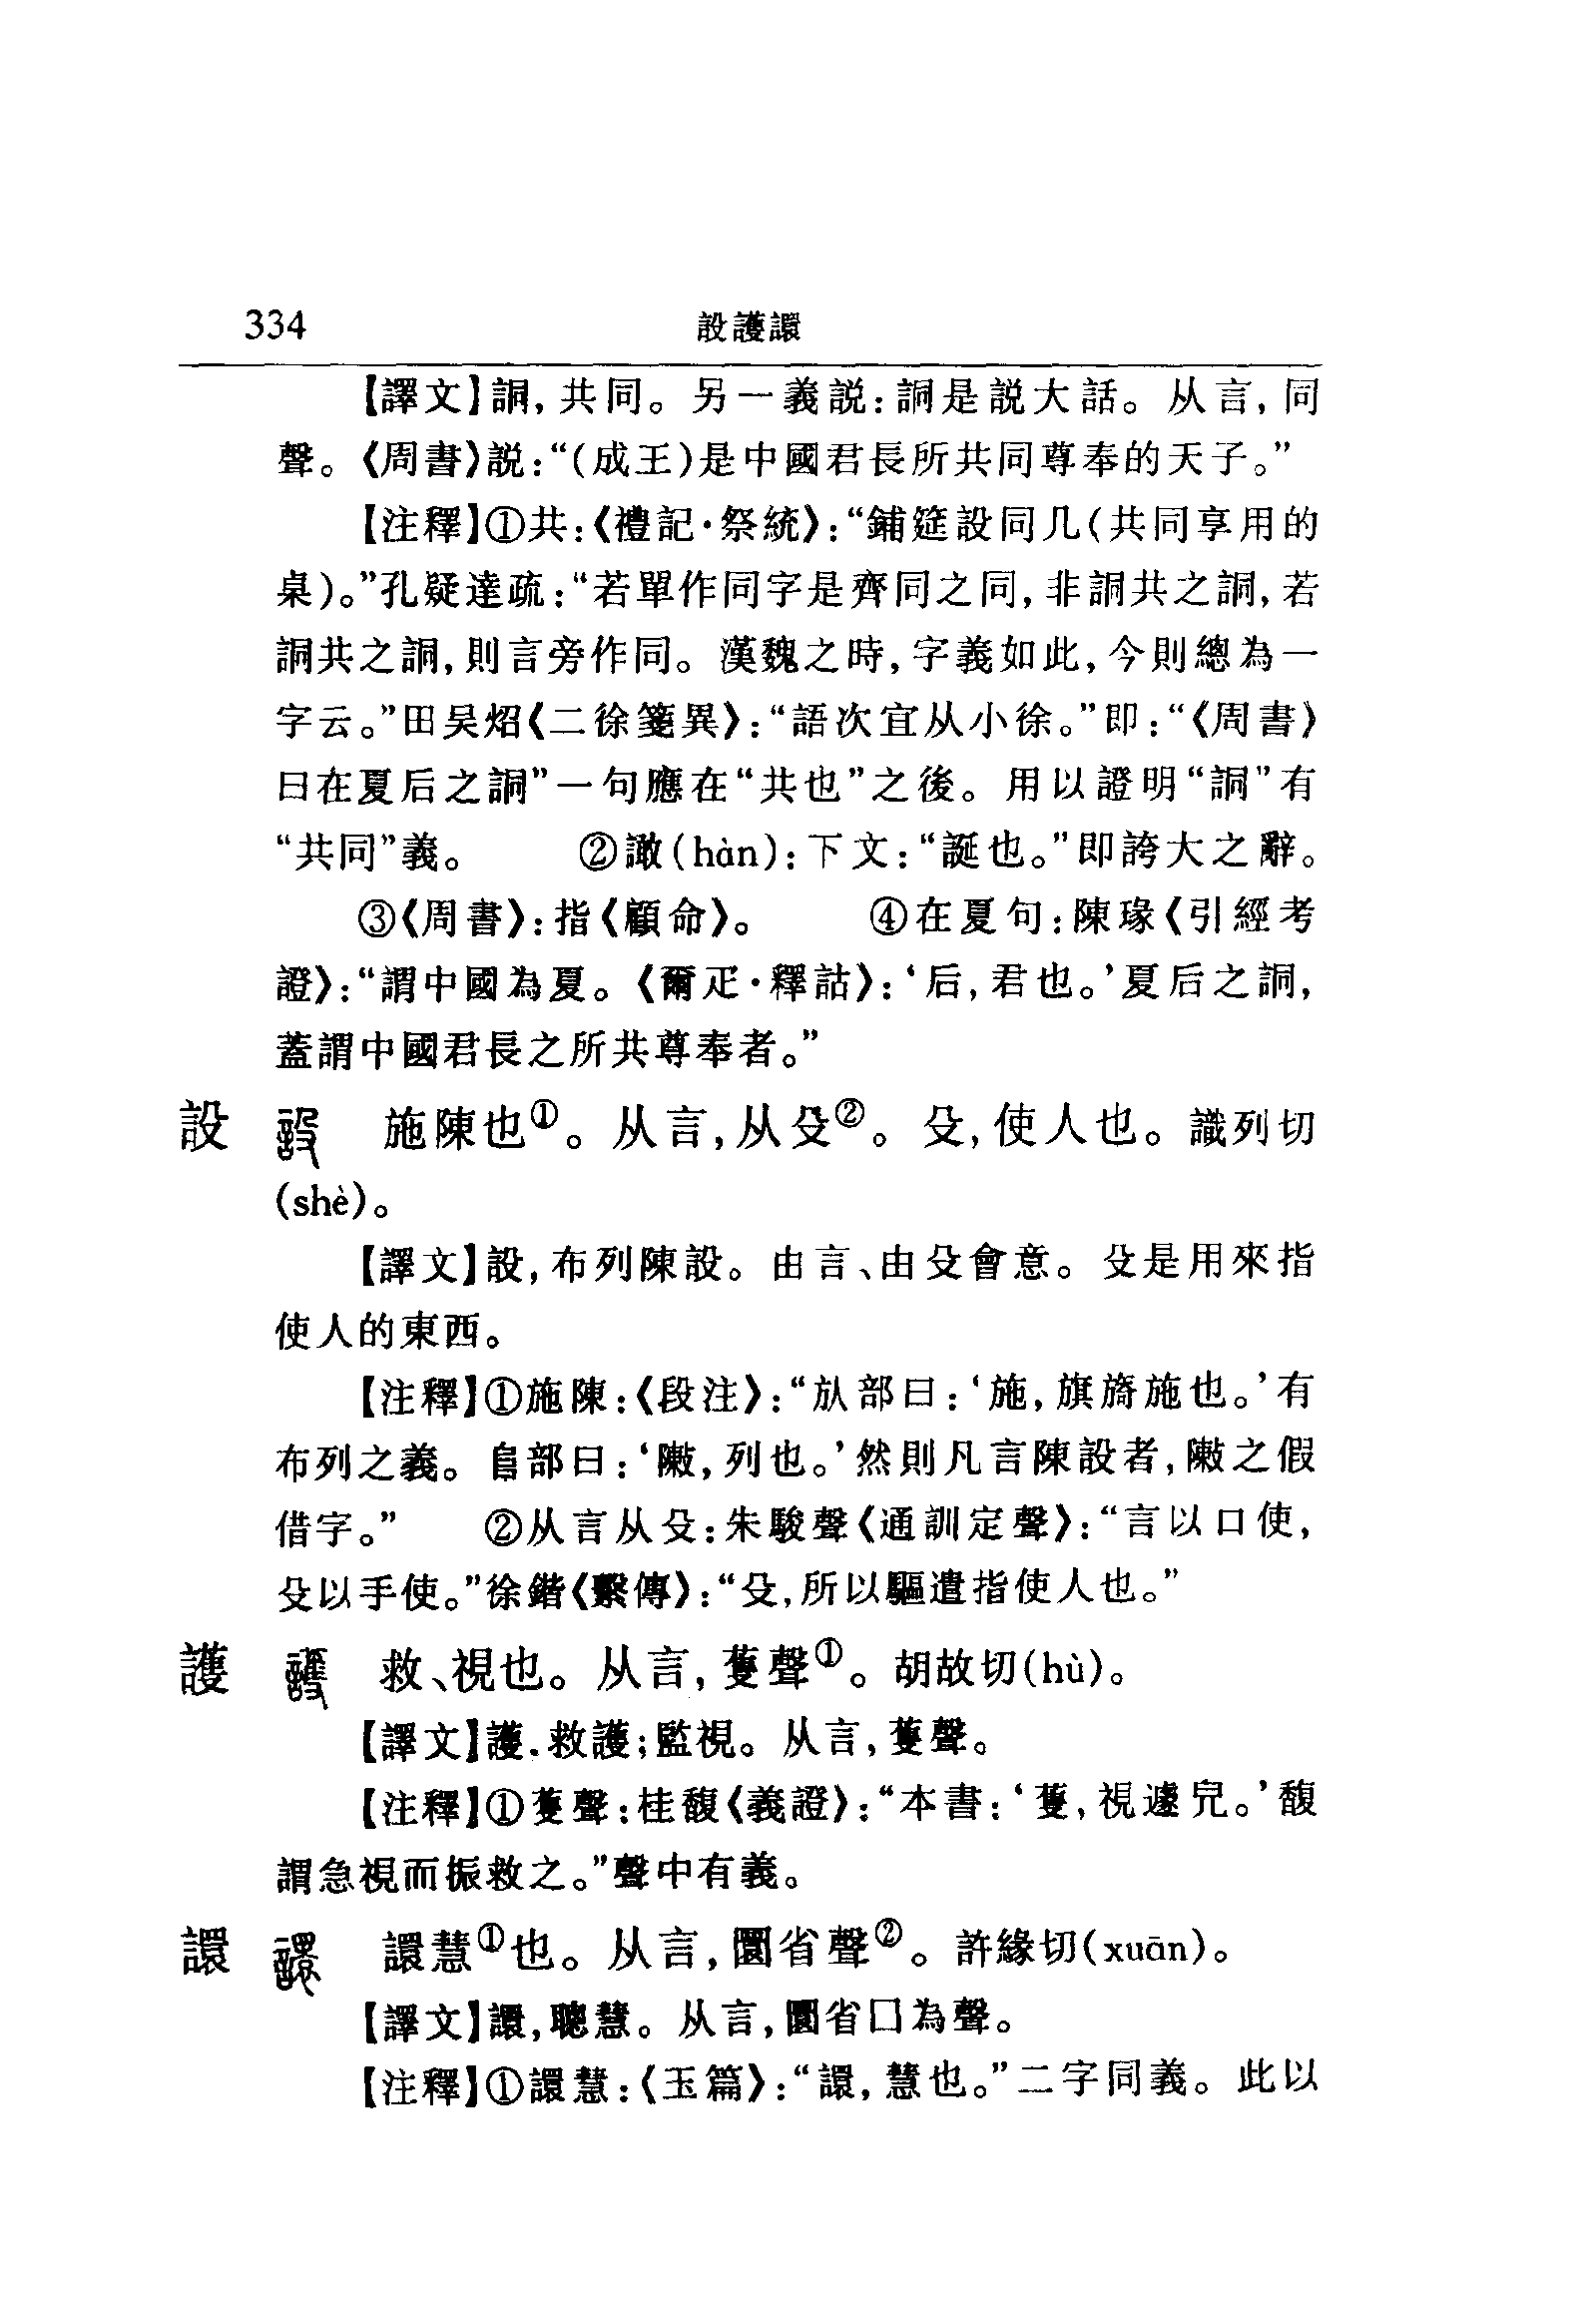 334 設護譞
【譯文】詷,共同。另一義説:詷是説大話。从言,同
聲。《周書》説:“(成王)是中國君長所共同尊奉的天子。”
【注釋】①共:《禮記·祭統》:“鋪筵設同几(共同享用的
桌)。”孔疑達疏:“若單作同字是齊同之同,非詷共之詷,若
詷共之詷,則言旁作同。漢魏之時,字義如此,今則總為一
字云。”田吴炤《二徐箋異》:“語次宜从小徐。”即:“《周書》
曰在夏后之詷”一句應在“共也”之後。用以證明“詷”有
“共同”義。 ②譀(hàn):下文:“誕也。”即誇大之辭。
③《周書》:指《顧命》。 ④在夏句:陳瑑《引經考
證》:“謂中國為夏。《爾疋·釋詁》:‘后,君也。’夏后之詷,
蓋謂中國君長之所共尊奉者。”
設 施陳也①。从言,从殳②。殳,使人也。識列切
(shè)。
【譯文】設,布列陳設。由言、由殳會意。殳是用來指
使人的東西。
【注釋】①施陳:《段注》:“㫃部曰:‘施,旗旖施也。’有
布列之義。𨸏部曰:‘敶,列也。’然則凡言陳設者,敶之假
借字。” ②从言从殳:朱駿聲《通訓定聲》:“言以口使,
殳以手使。”徐鍇《繫傳》:“殳,所以驅遣指使人也。”
護 救、視也。从言,蒦聲①。胡故切(hù)。
【譯文】護.救護;監視。从言,蒦聲。
【注釋】①蒦聲:桂馥《義證》:“本書:‘蒦,視遽皃。’馥
謂急視而振救之。”聲中有義。
譞 譞慧①也。从言,圜省聲②。許緣切(xuān)。
【譯文】譞,聰慧。从言,圜省囗為聲。
【注釋】①譞慧:《玉篇》:“譞,慧也。”二字同義。此以